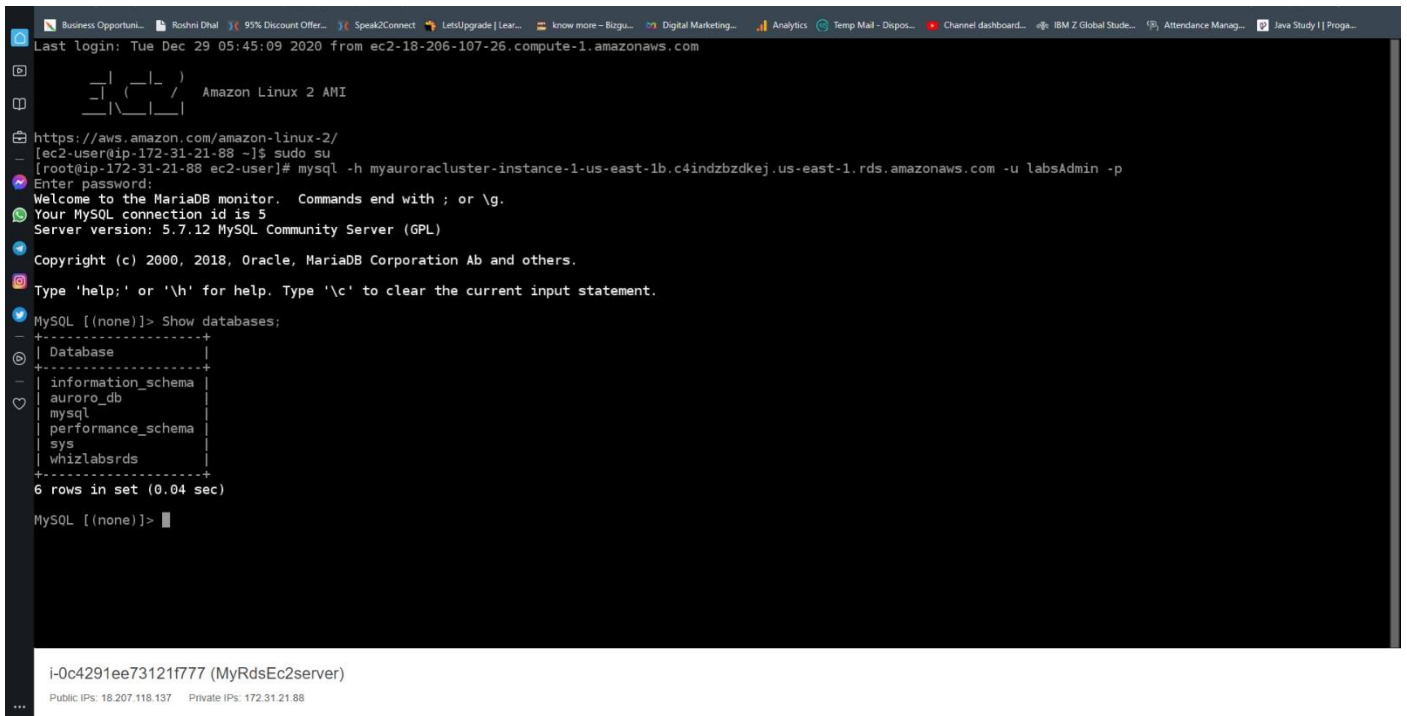 Business Opportuni... Roshni Dhal 95% Discount Offer... Speak2Connect LetsUpgrade | Lear... know more – Bizgu... Digital Marketing... Analytics Temp Mail - Dispos... Channel dashboard... IBM Z Global Stude... Attendance Manag... Java Study I | Proga...
Last login: Tue Dec 29 05:45:09 2020 from ec2-18-206-107-26.compute-1.amazonaws.com
__| __|_ )
_| ( / Amazon Linux 2 AMI
___|\___|___|
https://aws.amazon.com/amazon-linux-2/
[ec2-user@ip-172-31-21-88 ~]$ sudo su
[root@ip-172-31-21-88 ec2-user]# mysql -h myauroracluster-instance-1-us-east-1b.c4indzbzdkej.us-east-1.rds.amazonaws.com -u labsAdmin -p
Enter password:
Welcome to the MariaDB monitor. Commands end with ; or \g.
Your MySQL connection id is 5
Server version: 5.7.12 MySQL Community Server (GPL)
Copyright (c) 2000, 2018, Oracle, MariaDB Corporation Ab and others.
Type 'help;' or '\h' for help. Type '\c' to clear the current input statement.
MySQL [(none)]> Show databases;
+--------------------+
| Database |
+--------------------+
| information_schema |
| auroro_db |
| mysql |
| performance_schema |
| sys |
| whizlabsrds |
+--------------------+
6 rows in set (0.04 sec)
MySQL [(none)]>
i-0c4291ee73121f777 (MyRdsEc2server)
Public IPs: 18.207.118.137 Private IPs: 172.31.21.88